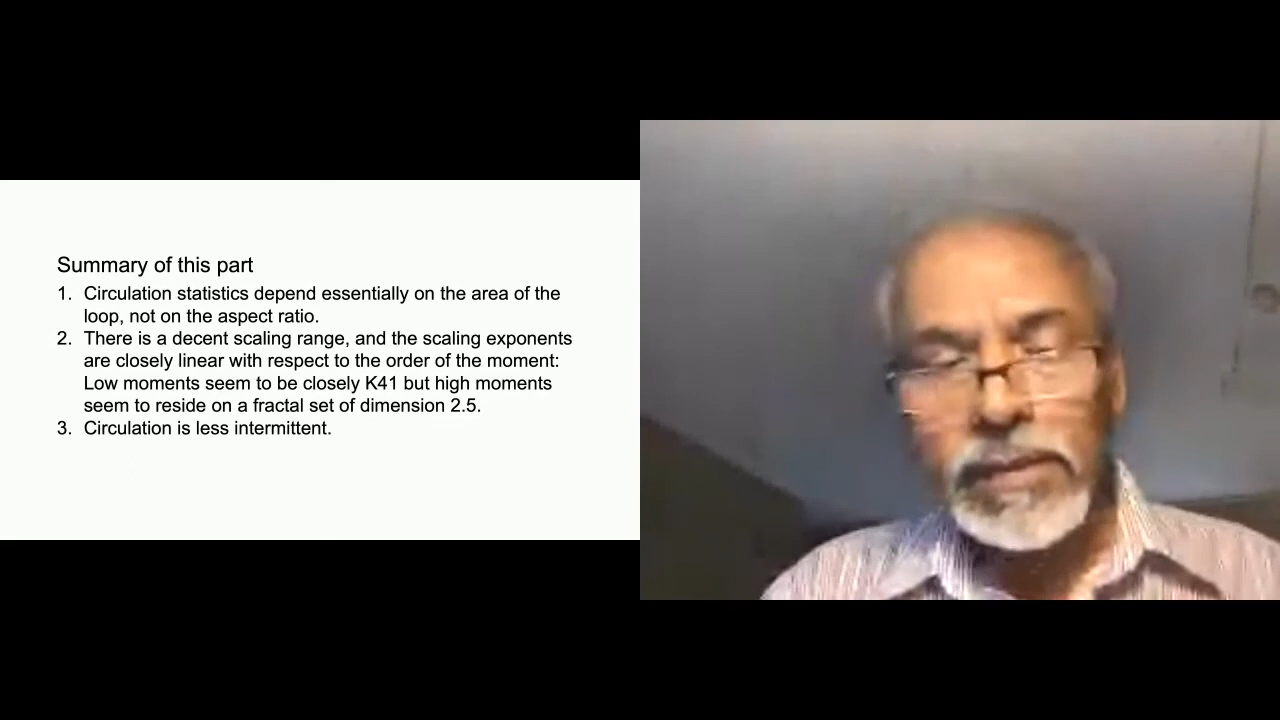 Summary of this part
1. Circulation statistics depend essentially on the area of the
loop, not on the aspect ratio.
2. There is a decent scaling range, and the scaling exponents
are closely linear with respect to the order of the moment:
Low moments seem to be closely K41 but high moments
seem to reside on a fractal set of dimension 2.5.
3. Circulation is less intermittent.